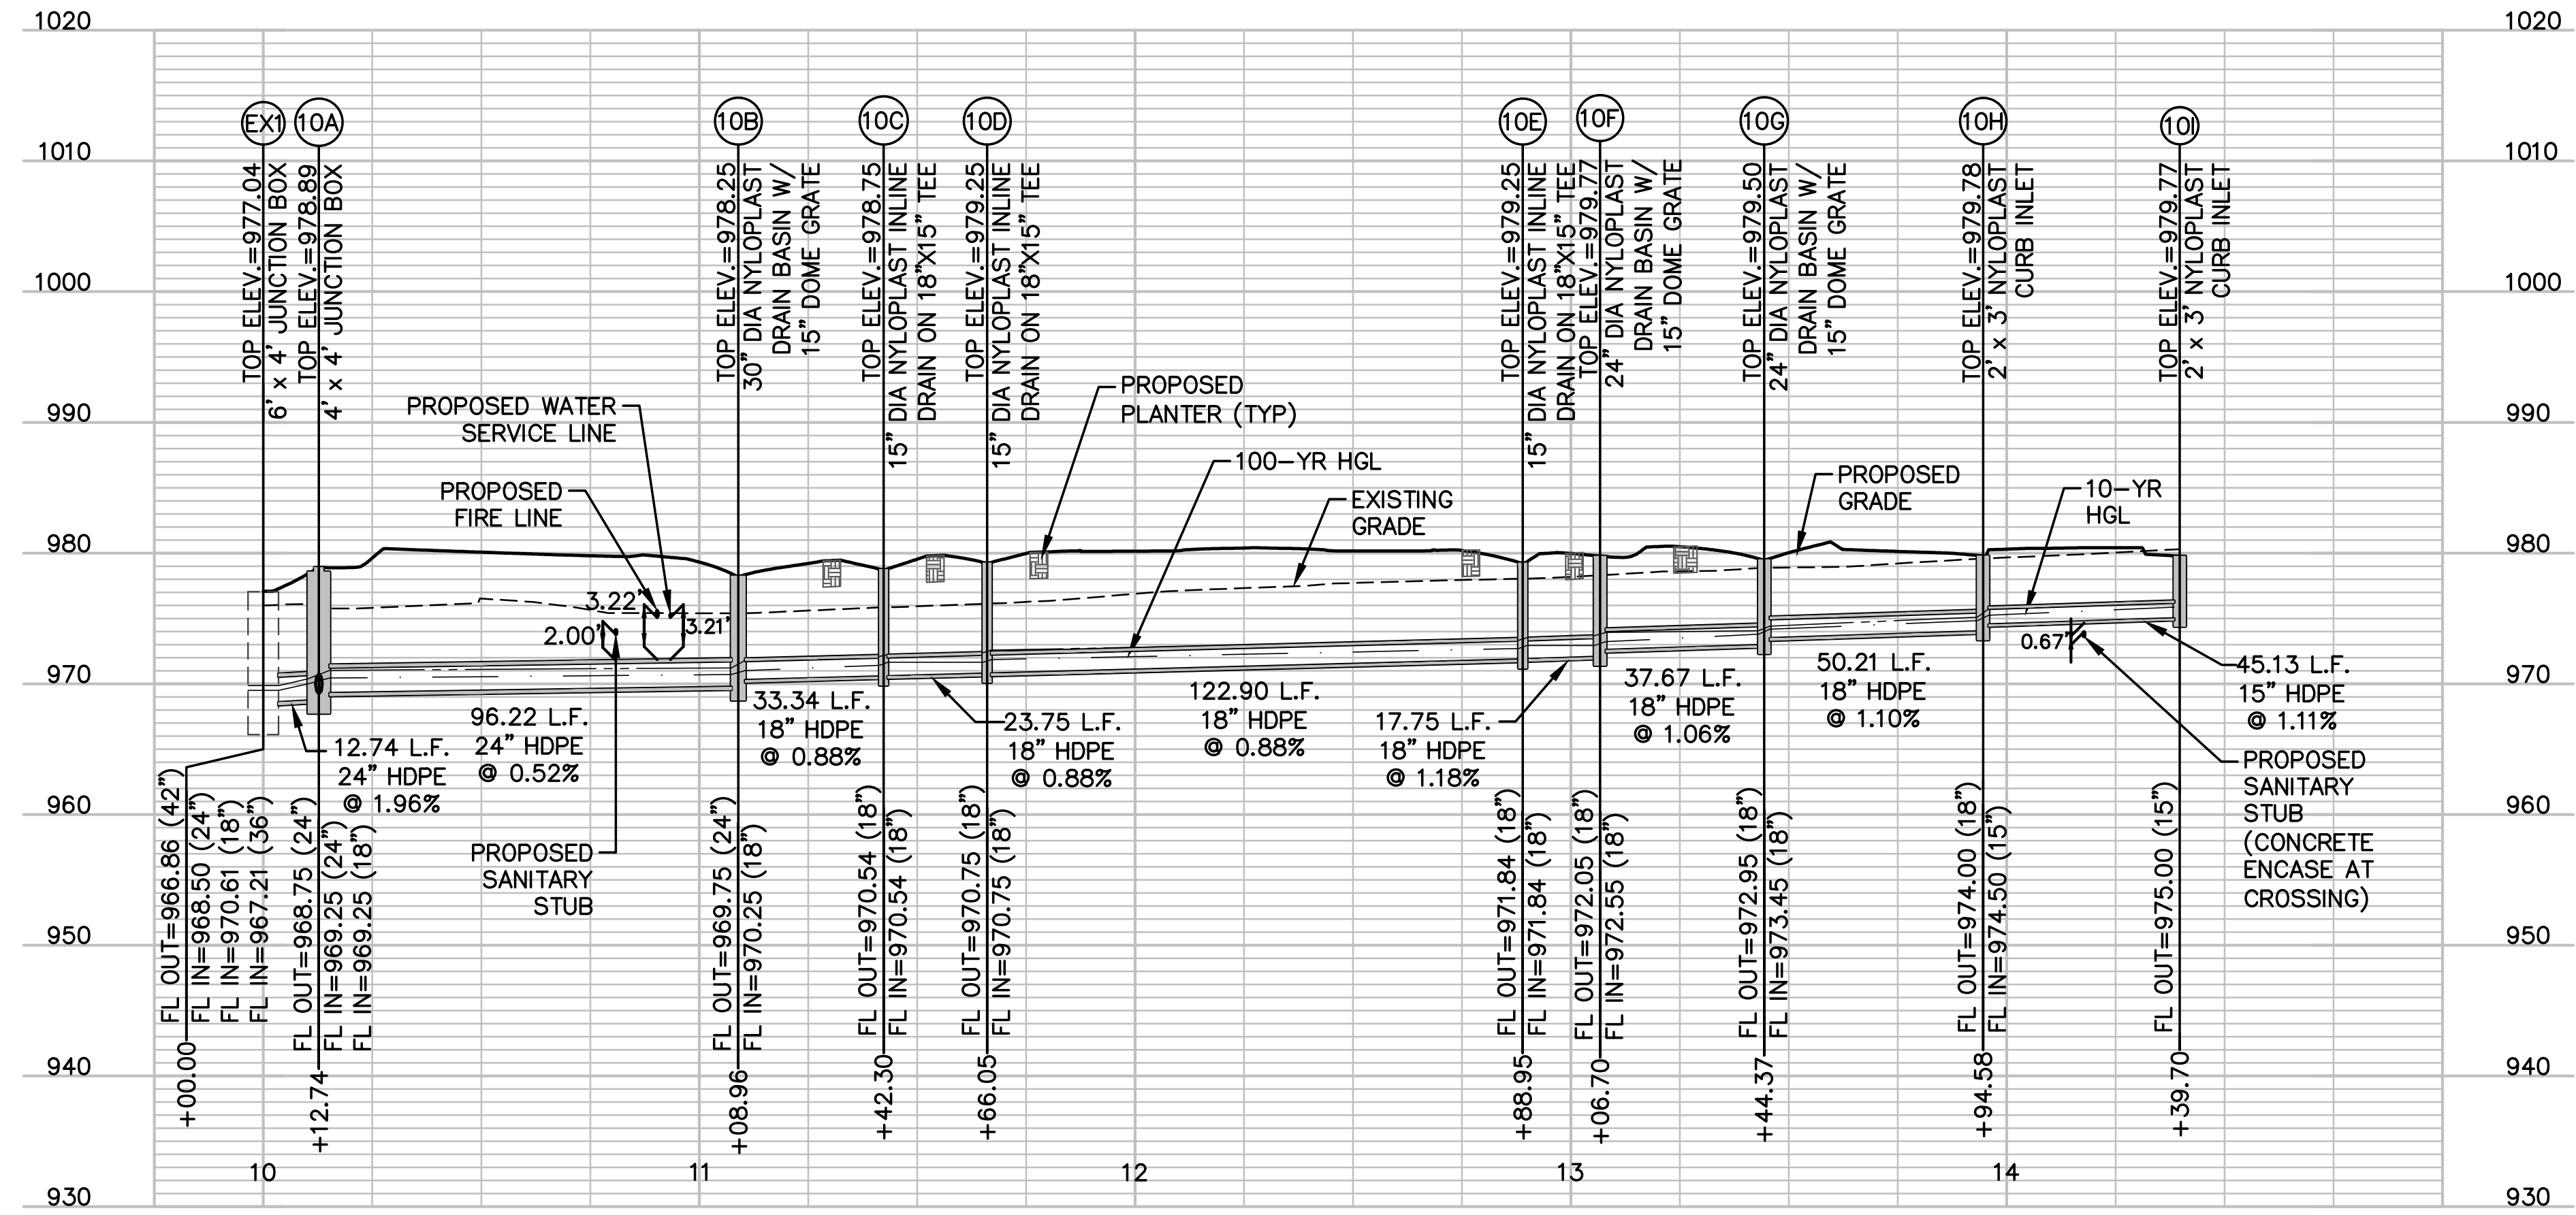 1020
1010
1000
990
980
970
960
950
940
930
1020
1010
1000
990
980
970
960
950
940
930
EX1
10A
10B
10C
10D
10E
10F
10G
10H
10I
TOP ELEV.=977.04
6' x 4' JUNCTION BOX
TOP ELEV.=978.89
4' x 4' JUNCTION BOX
TOP ELEV.=978.25
30" DIA NYLOPLAST
DRAIN BASIN W/
15" DOME GRATE
TOP ELEV.=978.75
15" DIA NYLOPLAST INLINE
DRAIN ON 18"X15" TEE
TOP ELEV.=979.25
15" DIA NYLOPLAST INLINE
DRAIN ON 18"X15" TEE
TOP ELEV.=979.25
15" DIA NYLOPLAST INLINE
DRAIN ON 18"X15" TEE
TOP ELEV.=979.77
24" DIA NYLOPLAST
DRAIN BASIN W/
15" DOME GRATE
TOP ELEV.=979.50
24" DIA NYLOPLAST
DRAIN BASIN W/
15" DOME GRATE
TOP ELEV.=979.78
2' x 3' NYLOPLAST
CURB INLET
TOP ELEV.=979.77
2' x 3' NYLOPLAST
CURB INLET
PROPOSED WATER
SERVICE LINE
PROPOSED
FIRE LINE
PROPOSED
PLANTER (TYP)
100-YR HGL
EXISTING
GRADE
PROPOSED
GRADE
10-YR
HGL
3.22'
2.00'
3.21'
0.67'
12.74 L.F.
24" HDPE
@ 1.96%
96.22 L.F.
24" HDPE
@ 0.52%
33.34 L.F.
18" HDPE
@ 0.88%
23.75 L.F.
18" HDPE
@ 0.88%
122.90 L.F.
18" HDPE
@ 0.88%
17.75 L.F.
18" HDPE
@ 1.18%
37.67 L.F.
18" HDPE
@ 1.06%
50.21 L.F.
18" HDPE
@ 1.10%
45.13 L.F.
15" HDPE
@ 1.11%
PROPOSED
SANITARY
STUB
PROPOSED
SANITARY
STUB
(CONCRETE
ENCASE AT
CROSSING)
FL OUT=966.86 (42")
FL IN=968.50 (24")
FL IN=970.61 (18")
FL IN=967.21 (36")
FL OUT=968.75 (24")
FL IN=969.25 (24")
FL IN=969.25 (18")
FL OUT=969.75 (24")
FL IN=970.25 (18")
FL OUT=970.54 (18")
FL IN=970.54 (18")
FL OUT=970.75 (18")
FL IN=970.75 (18")
FL OUT=971.84 (18")
FL IN=971.84 (18")
FL OUT=972.05 (18")
FL IN=972.55 (18")
FL OUT=972.95 (18")
FL IN=973.45 (18")
FL OUT=974.00 (18")
FL IN=974.50 (15")
FL OUT=975.00 (15")
+00.00
+12.74
+08.96
+42.30
+66.05
+88.95
+06.70
+44.37
+94.58
+39.70
10
11
12
13
14